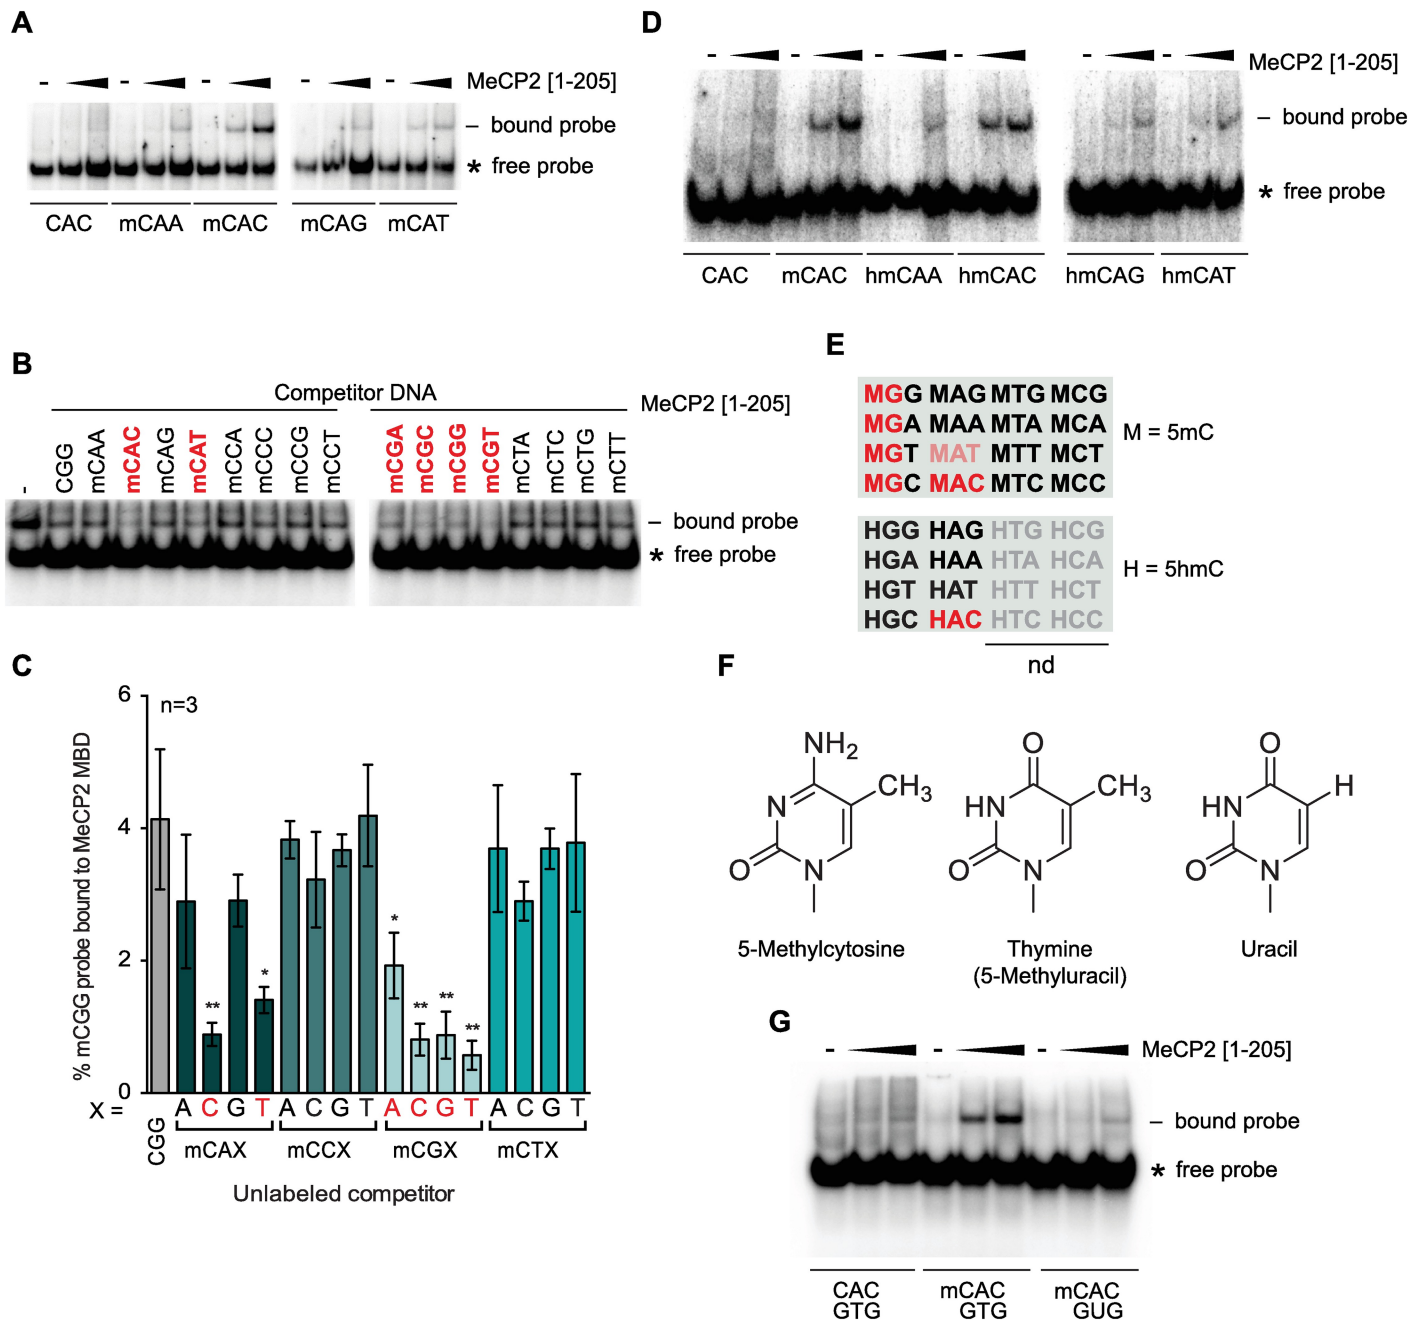 A
- - - - - MeCP2 [1-205]
– bound probe
* free probe
CAC mCAA mCAC mCAG mCAT
D
- - - - - - MeCP2 [1-205]
– bound probe
* free probe
CAC mCAC hmCAA hmCAC hmCAG hmCAT
B
Competitor DNA
MeCP2 [1-205]
- CGG mCAA mCAC mCAG mCAT mCCA mCCC mCCG mCCT mCGA mCGC mCGG mCGT mCTA mCTC mCTG mCTT
– bound probe
* free probe
E
MGG MAG MTG MCG
MGA MAA MTA MCA
MGT MAT MTT MCT
MGC MAC MTC MCC
M = 5mC
HGG HAG HTG HCG
HGA HAA HTA HCA
HGT HAT HTT HCT
HGC HAC HTC HCC
H = 5hmC
nd
C
% mCGG probe bound to MeCP2 MBD
6
4
2
0
n=3
** * * ** ** **
X = A C G T A C G T A C G T A C G T
CGG mCAX mCCX mCGX mCTX
Unlabeled competitor
F
NH2 CH3 N O N
O CH3 HN O N
O H HN O N
5-Methylcytosine
Thymine
(5-Methyluracil)
Uracil
G
- - - MeCP2 [1-205]
– bound probe
* free probe
CAC mCAC mCAC
GTG GTG GUG